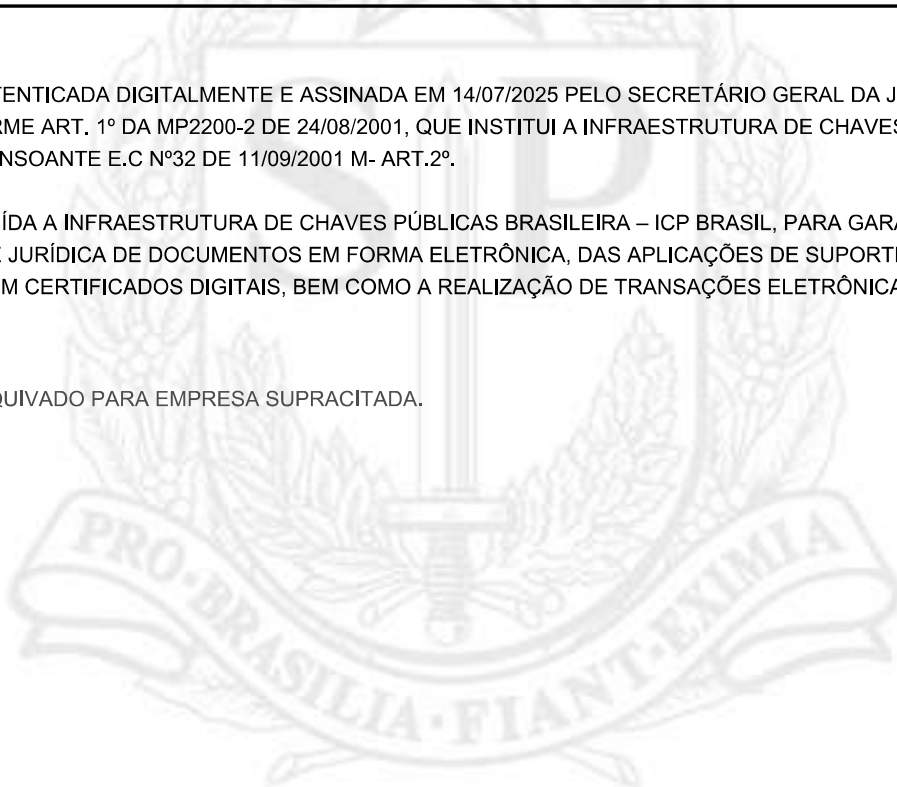 TENTICADA DIGITALMENTE E ASSINADA EM 14/07/2025 PELO SECRETÁRIO GERAL DA J
RME ART. 1º DA MP2200-2 DE 24/08/2001, QUE INSTITUI A INFRAESTRUTURA DE CHAVES
NSOANTE E.C Nº32 DE 11/09/2001 M- ART.2º.
ÍDA A INFRAESTRUTURA DE CHAVES PÚBLICAS BRASILEIRA – ICP BRASIL, PARA GARA
E JURÍDICA DE DOCUMENTOS EM FORMA ELETRÔNICA, DAS APLICAÇÕES DE SUPORTE
M CERTIFICADOS DIGITAIS, BEM COMO A REALIZAÇÃO DE TRANSAÇÕES ELETRÔNICA
QUIVADO PARA EMPRESA SUPRACITADA.
SP
PRO·BRASILIA·FIANT·EXIMIA